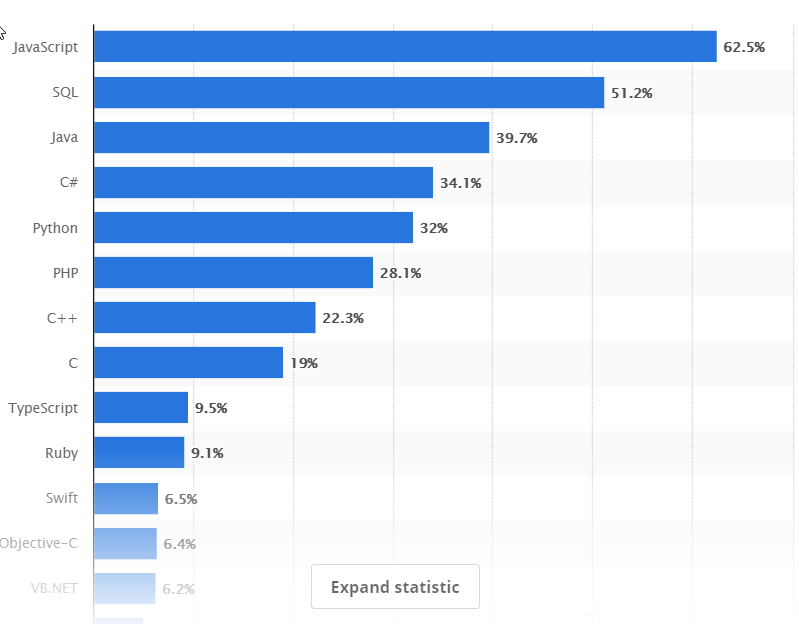 JavaScript 62.5%
SQL 51.2%
Java 39.7%
C# 34.1%
Python 32%
PHP 28.1%
C++ 22.3%
C 19%
TypeScript 9.5%
Ruby 9.1%
Swift 6.5%
Objective-C 6.4%
VB.NET 6.2%
Expand statistic